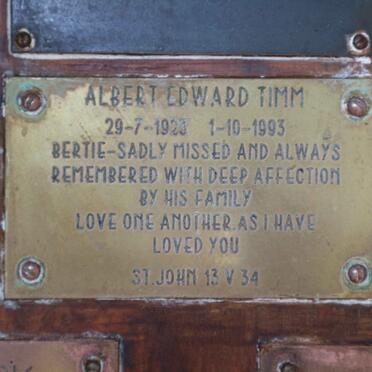 ALBERT EDWARD TIMM
29-7-1923 1-10-1993
BERTIE-SADLY MISSED AND ALWAYS
REMEMBERED WITH DEEP AFFECTION
BY HIS FAMILY
LOVE ONE ANOTHER.AS I HAVE
LOVED YOU
ST.JOHN 13 V 34